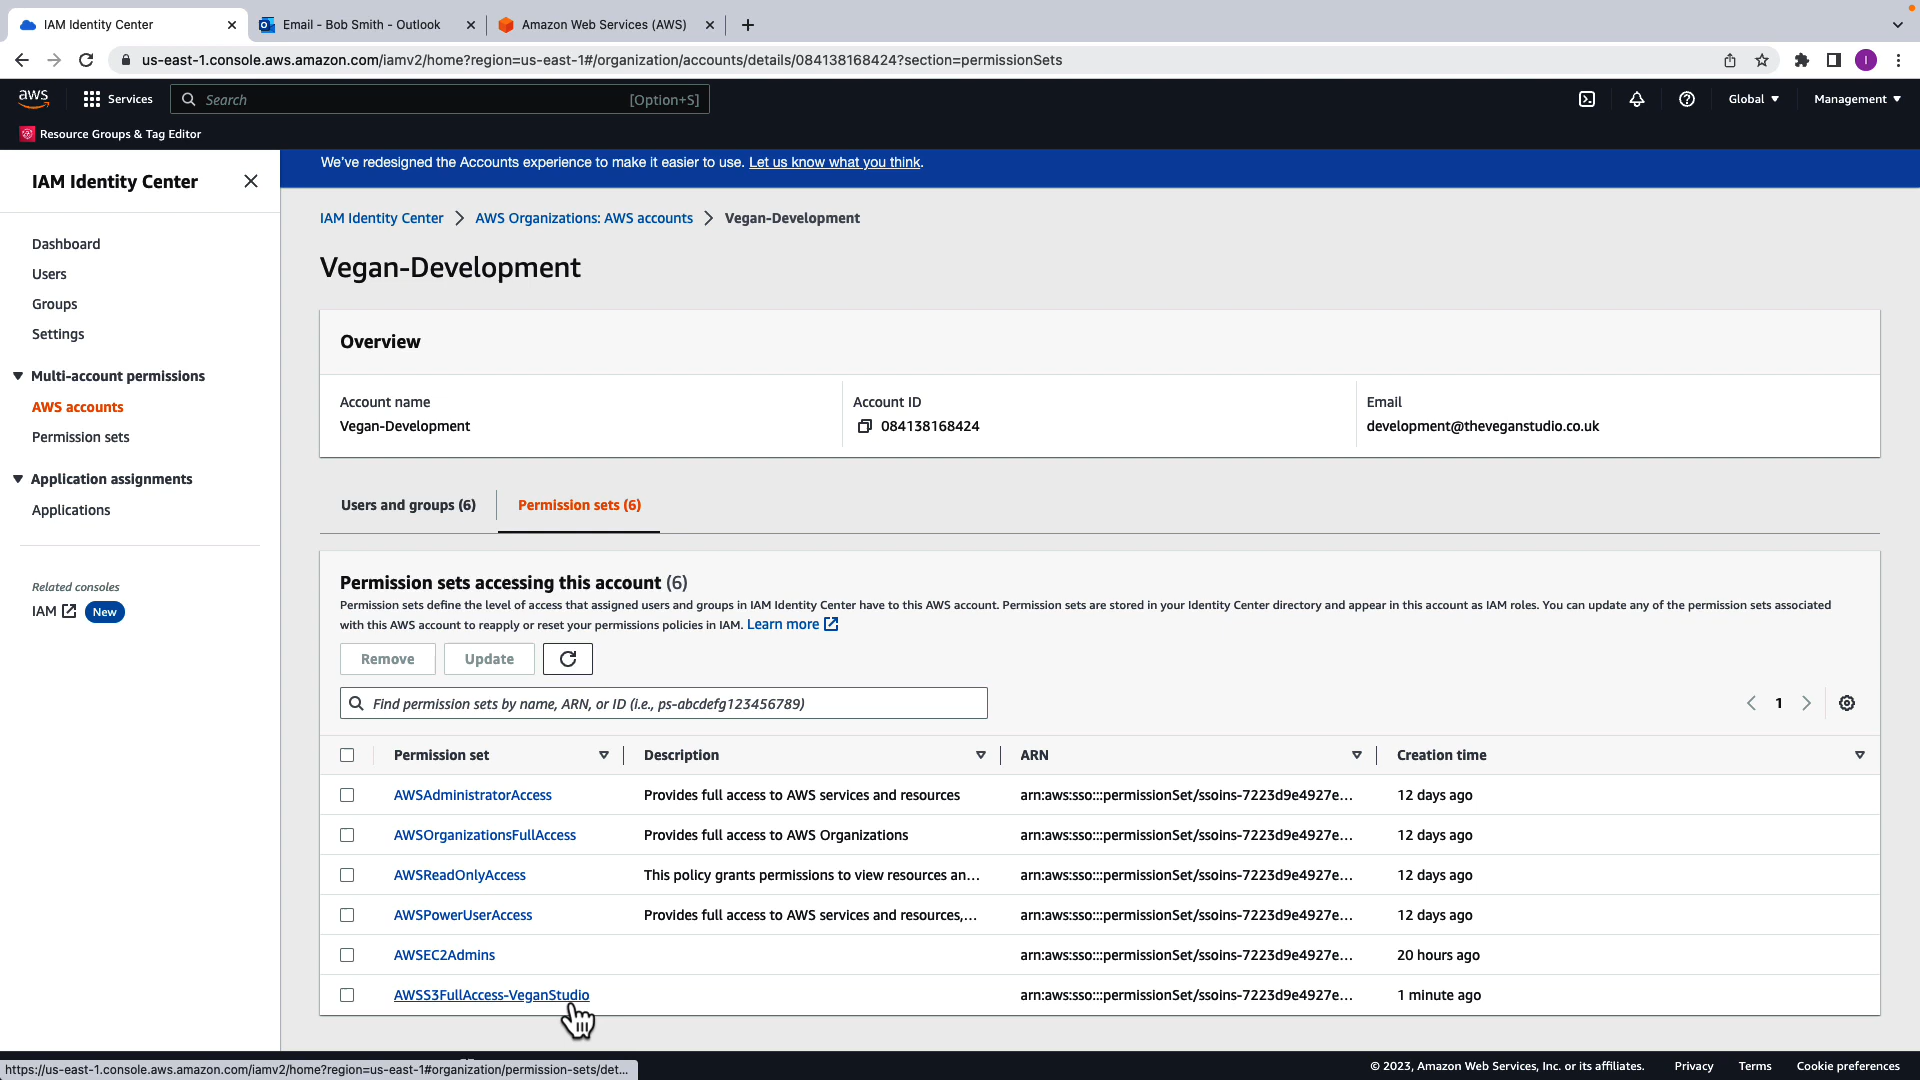 IAM Identity Center
Email - Bob Smith - Outlook
Amazon Web Services (AWS)
us-east-1.console.aws.amazon.com/iamv2/home?region=us-east-1#/organization/accounts/details/084138168424?section=permissionSets
I
aws
Services
Search
[Option+S]
Global
Management
Resource Groups & Tag Editor
IAM Identity Center
Dashboard
Users
Groups
Settings
Multi-account permissions
AWS accounts
Permission sets
Application assignments
Applications
Related consoles
IAM New
We've redesigned the Accounts experience to make it easier to use. Let us know what you think.
IAM Identity Center > AWS Organizations: AWS accounts > Vegan-Development
Vegan-Development
Overview
Account name
Vegan-Development
Account ID
084138168424
Email
development@theveganstudio.co.uk
Users and groups (6)
Permission sets (6)
Permission sets accessing this account (6)
Permission sets define the level of access that assigned users and groups in IAM Identity Center have to this AWS account. Permission sets are stored in your Identity Center directory and appear in this account as IAM roles. You can update any of the permission sets associated
with this AWS account to reapply or reset your permissions policies in IAM. Learn more
Remove
Update
Find permission sets by name, ARN, or ID (i.e., ps-abcdefg123456789)
1
Permission set Description ARN Creation time
AWSAdministratorAccess Provides full access to AWS services and resources arn:aws:sso:::permissionSet/ssoins-7223d9e4927e... 12 days ago
AWSOrganizationsFullAccess Provides full access to AWS Organizations arn:aws:sso:::permissionSet/ssoins-7223d9e4927e... 12 days ago
AWSReadOnlyAccess This policy grants permissions to view resources an... arn:aws:sso:::permissionSet/ssoins-7223d9e4927e... 12 days ago
AWSPowerUserAccess Provides full access to AWS services and resources,... arn:aws:sso:::permissionSet/ssoins-7223d9e4927e... 12 days ago
AWSEC2Admins arn:aws:sso:::permissionSet/ssoins-7223d9e4927e... 20 hours ago
AWSS3FullAccess-VeganStudio arn:aws:sso:::permissionSet/ssoins-7223d9e4927e... 1 minute ago
https://us-east-1.console.aws.amazon.com/iamv2/home?region=us-east-1#organization/permission-sets/det...
© 2023, Amazon Web Services, Inc. or its affiliates.
Privacy
Terms
Cookie preferences